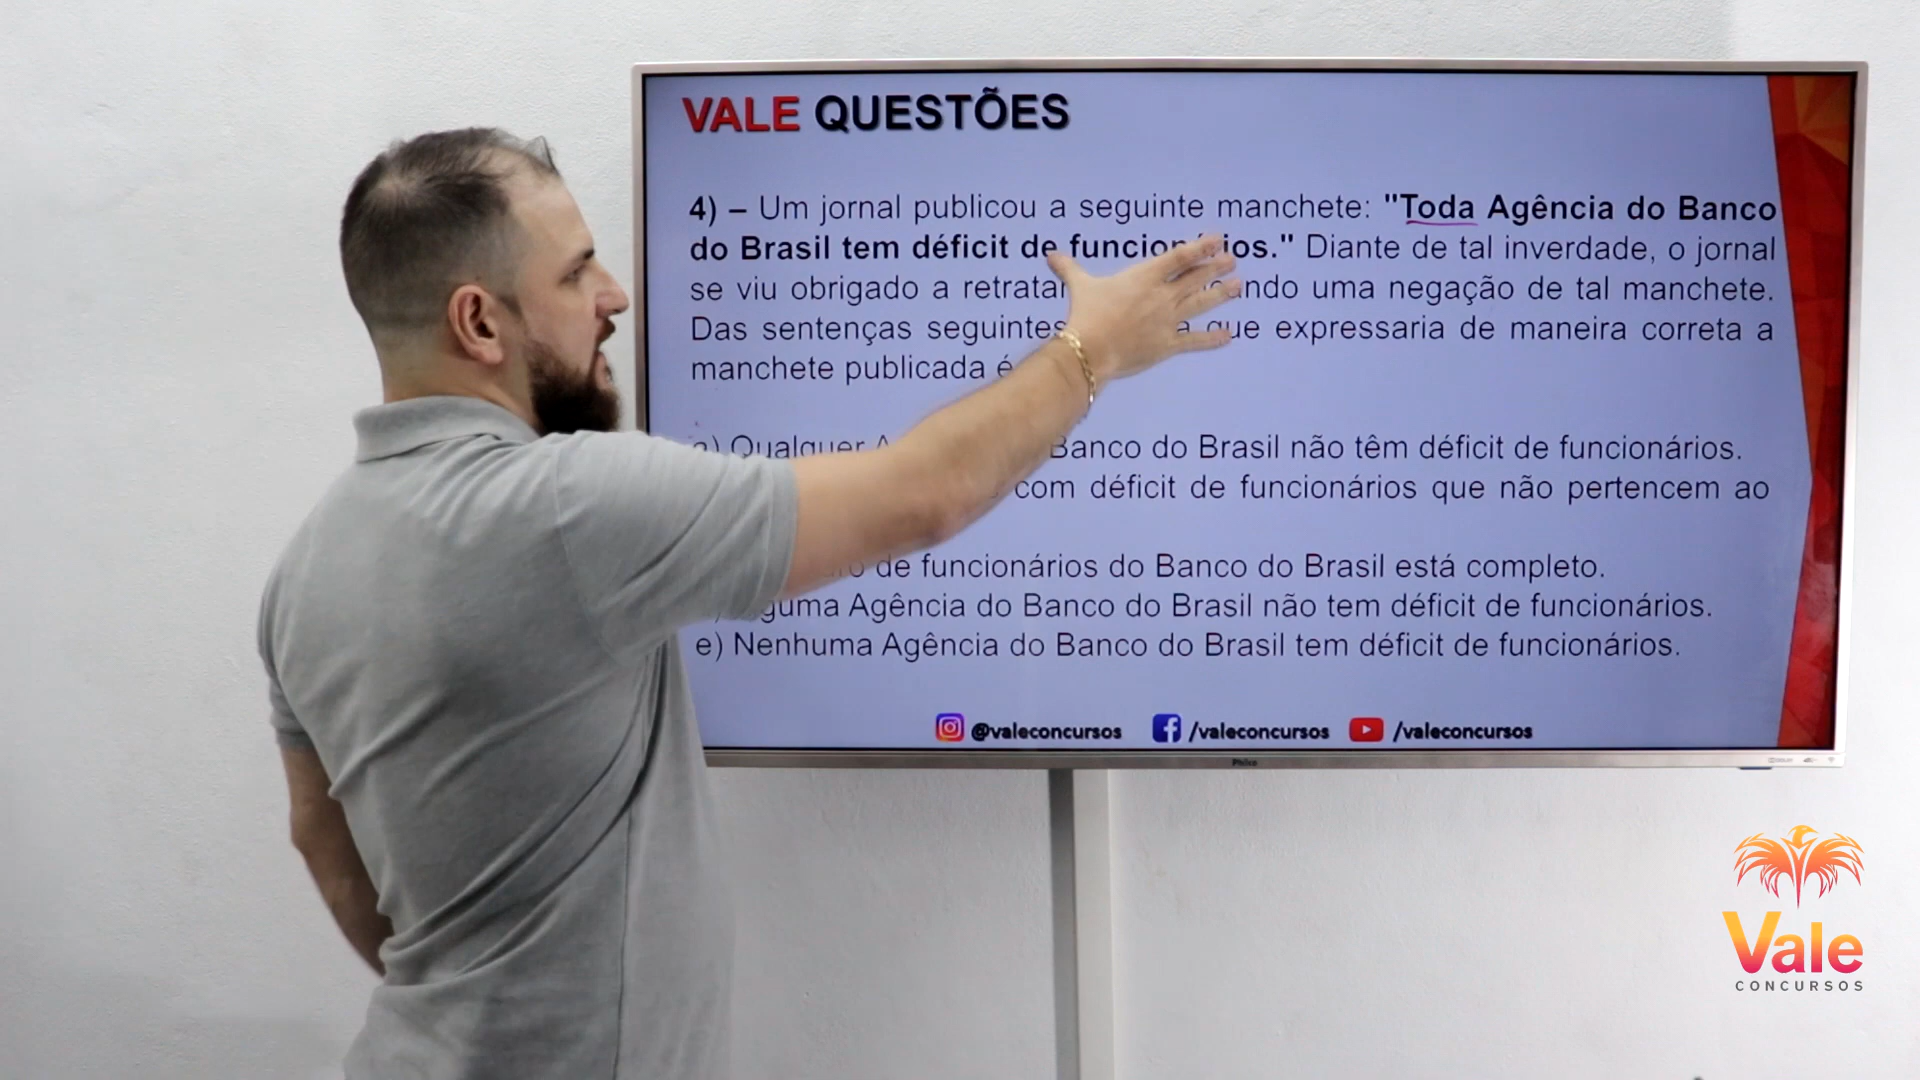 VALE QUESTÕES
4) – Um jornal publicou a seguinte manchete: "Toda Agência do Banco
do Brasil tem déficit de funcionários." Diante de tal inverdade, o jornal
se viu obrigado a retratar uma negação de tal manchete.
Das sentenças seguintes a que expressaria de maneira correta a
manchete publicada é
a) Qualquer Banco do Brasil não têm déficit de funcionários.
com déficit de funcionários que não pertencem ao
de funcionários do Banco do Brasil está completo.
Alguma Agência do Banco do Brasil não tem déficit de funcionários.
e) Nenhuma Agência do Banco do Brasil tem déficit de funcionários.
@valeconcursos /valeconcursos /valeconcursos
Philco
Vale
CONCURSOS